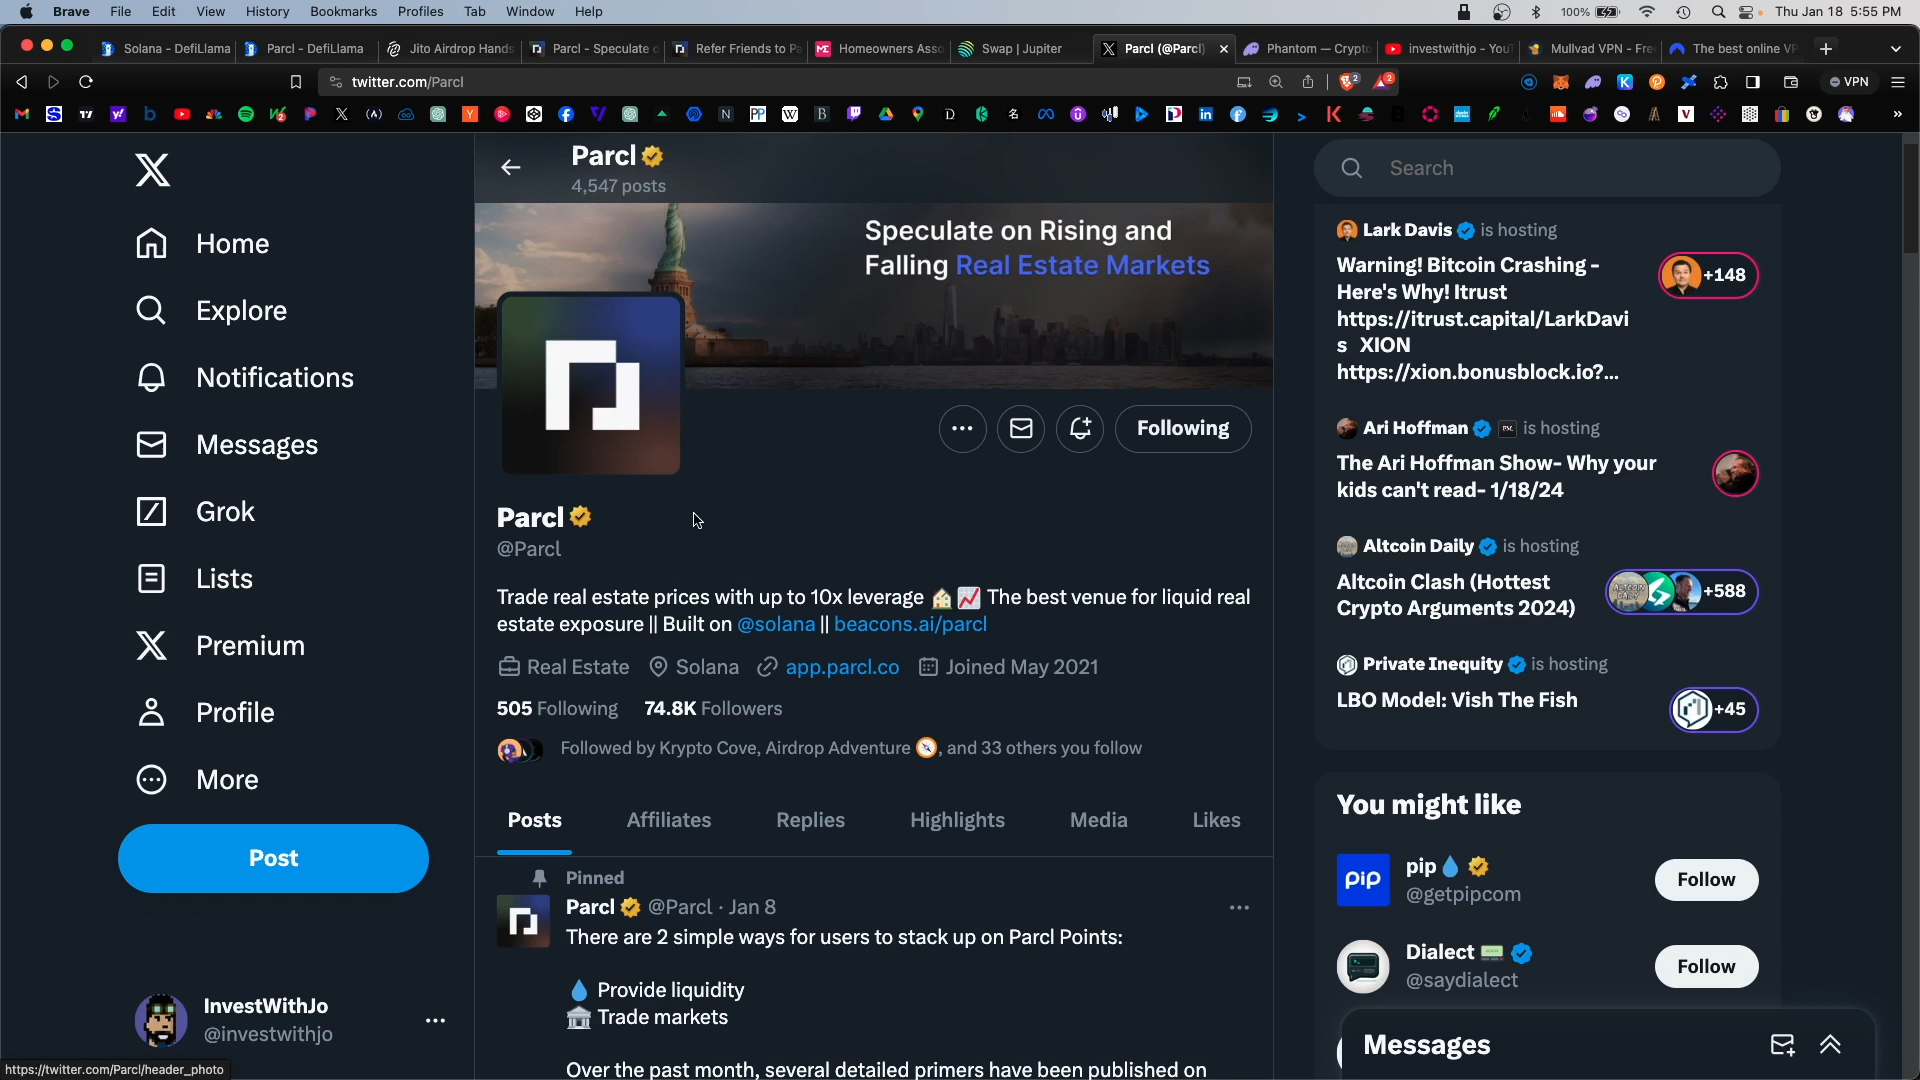 Brave File Edit View History Bookmarks Profiles Tab Window Help
100% Thu Jan 18 5:55 PM
Solana - DefiLlama
Parcl - DefiLlama
Jito Airdrop Hands
Parcl - Speculate o
Refer Friends to Pa
Homeowners Asso
Swap | Jupiter
Parcl (@Parcl)
Phantom — Crypto
investwithjo - You
Mullvad VPN - Fre
The best online VP
twitter.com/Parcl
VPN
Parcl
4,547 posts
Speculate on Rising and
Falling Real Estate Markets
Home
Explore
Notifications
Messages
Grok
Lists
Premium
Profile
More
Post
InvestWithJo
@investwithjo
https://twitter.com/Parcl/header_photo
Following
Parcl
@Parcl
Trade real estate prices with up to 10x leverage 🏠📈 The best venue for liquid real
estate exposure || Built on @solana || beacons.ai/parcl
Real Estate Solana app.parcl.co Joined May 2021
505 Following 74.8K Followers
Followed by Krypto Cove, Airdrop Adventure 🧭, and 33 others you follow
Posts Affiliates Replies Highlights Media Likes
Pinned
Parcl @Parcl · Jan 8
There are 2 simple ways for users to stack up on Parcl Points:
💧 Provide liquidity
🏛️ Trade markets
Over the past month, several detailed primers have been published on
Search
Lark Davis is hosting
Warning! Bitcoin Crashing -
Here's Why! Itrust
https://itrust.capital/LarkDavi
s XION
https://xion.bonusblock.io?...
+148
Ari Hoffman is hosting
The Ari Hoffman Show- Why your
kids can't read- 1/18/24
Altcoin Daily is hosting
Altcoin Clash (Hottest
Crypto Arguments 2024)
+588
Private Inequity is hosting
LBO Model: Vish The Fish
+45
You might like
pip
pip💧
@getpipcom
Follow
Dialect
@saydialect
Follow
Messages